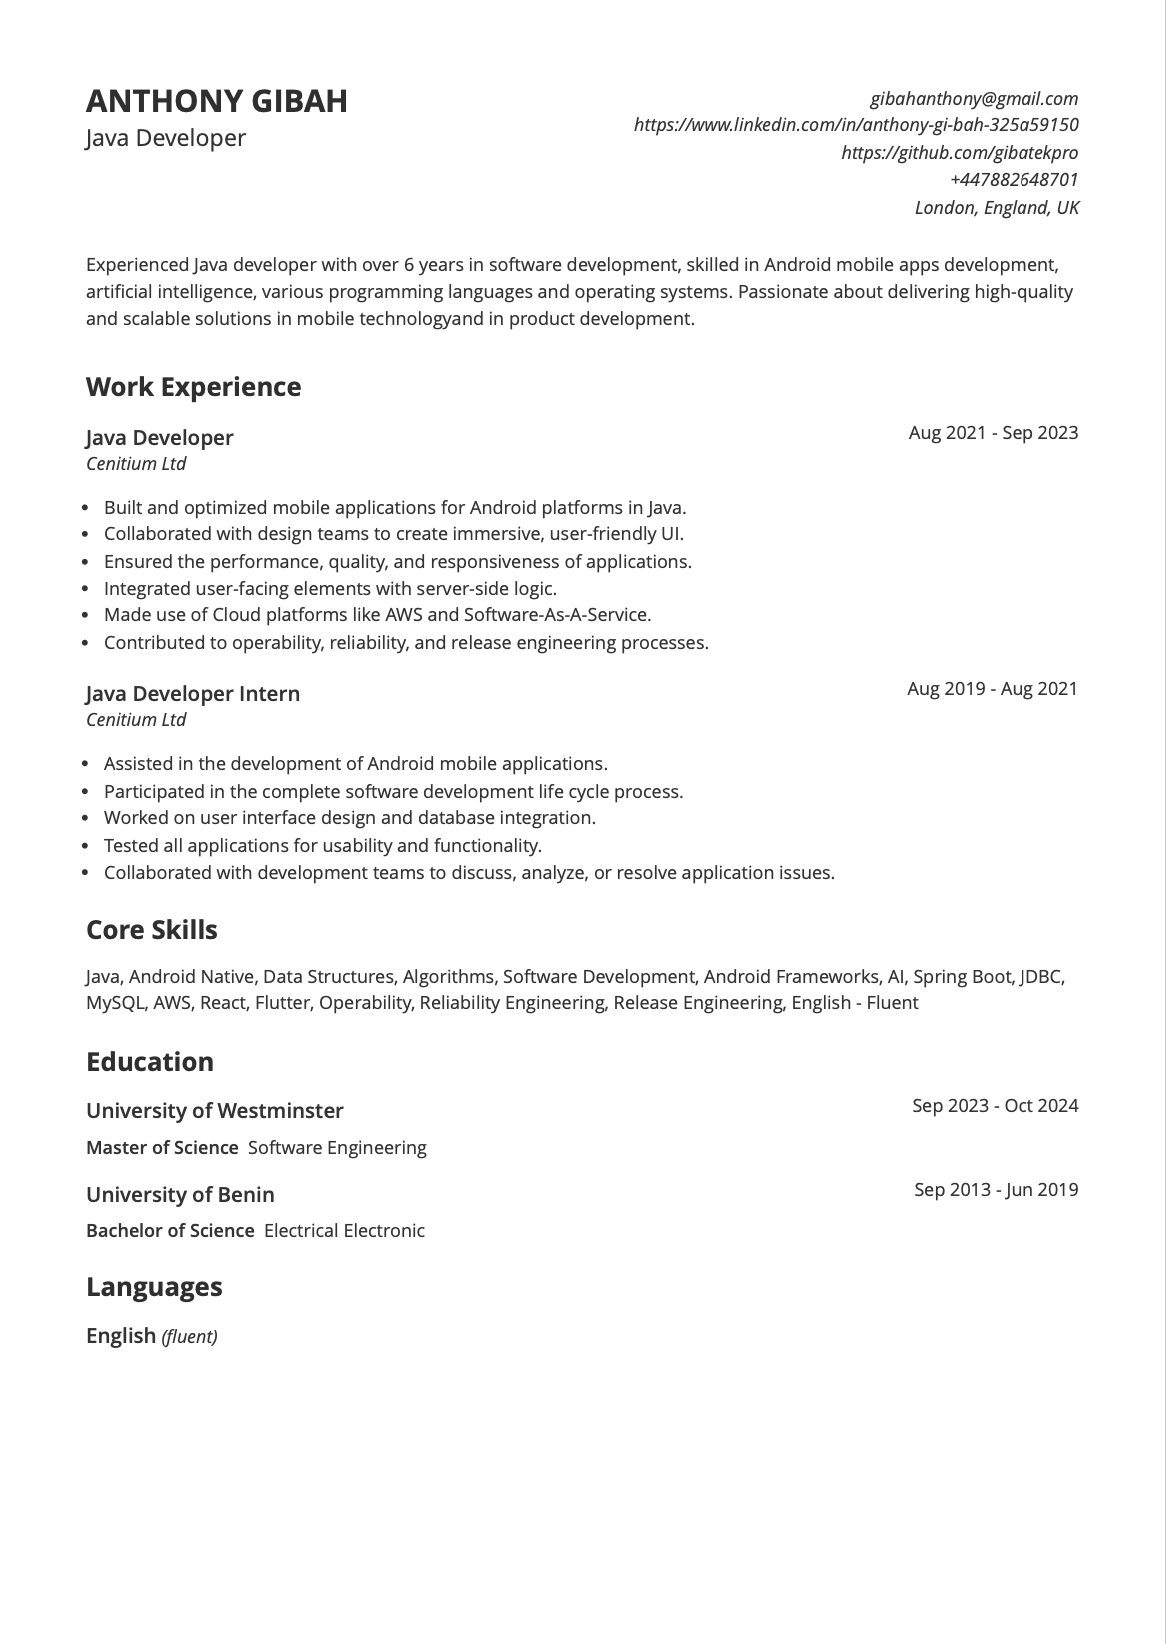 ANTHONY GIBAH
Java Developer
gibahanthony@gmail.com
https://www.linkedin.com/in/anthony-gi-bah-325a59150
https://github.com/gibatekpro
+447882648701
London, England, UK
Experienced Java developer with over 6 years in software development, skilled in Android mobile apps development,
artificial intelligence, various programming languages and operating systems. Passionate about delivering high-quality
and scalable solutions in mobile technologyand in product development.
Work Experience
Java Developer
Aug 2021 - Sep 2023
Cenitium Ltd
• Built and optimized mobile applications for Android platforms in Java.
• Collaborated with design teams to create immersive, user-friendly UI.
• Ensured the performance, quality, and responsiveness of applications.
• Integrated user-facing elements with server-side logic.
• Made use of Cloud platforms like AWS and Software-As-A-Service.
• Contributed to operability, reliability, and release engineering processes.
Java Developer Intern
Aug 2019 - Aug 2021
Cenitium Ltd
• Assisted in the development of Android mobile applications.
• Participated in the complete software development life cycle process.
• Worked on user interface design and database integration.
• Tested all applications for usability and functionality.
• Collaborated with development teams to discuss, analyze, or resolve application issues.
Core Skills
Java, Android Native, Data Structures, Algorithms, Software Development, Android Frameworks, AI, Spring Boot, JDBC,
MySQL, AWS, React, Flutter, Operability, Reliability Engineering, Release Engineering, English - Fluent
Education
University of Westminster
Sep 2023 - Oct 2024
Master of Science Software Engineering
University of Benin
Sep 2013 - Jun 2019
Bachelor of Science Electrical Electronic
Languages
English (fluent)